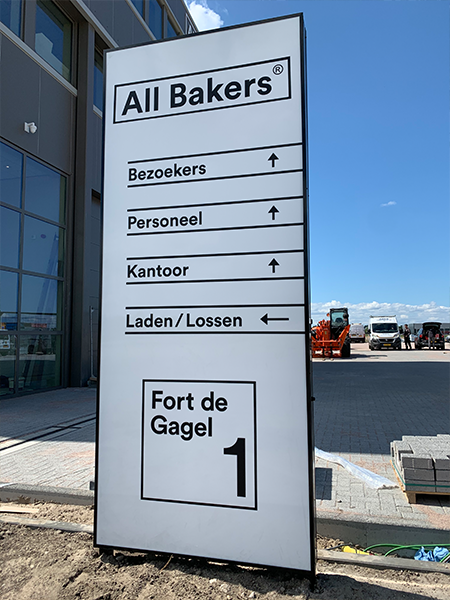 All Bakers®
Bezoekers ↑
Personeel ↑
Kantoor ↑
Laden / Lossen ←
Fort de
Gagel
1